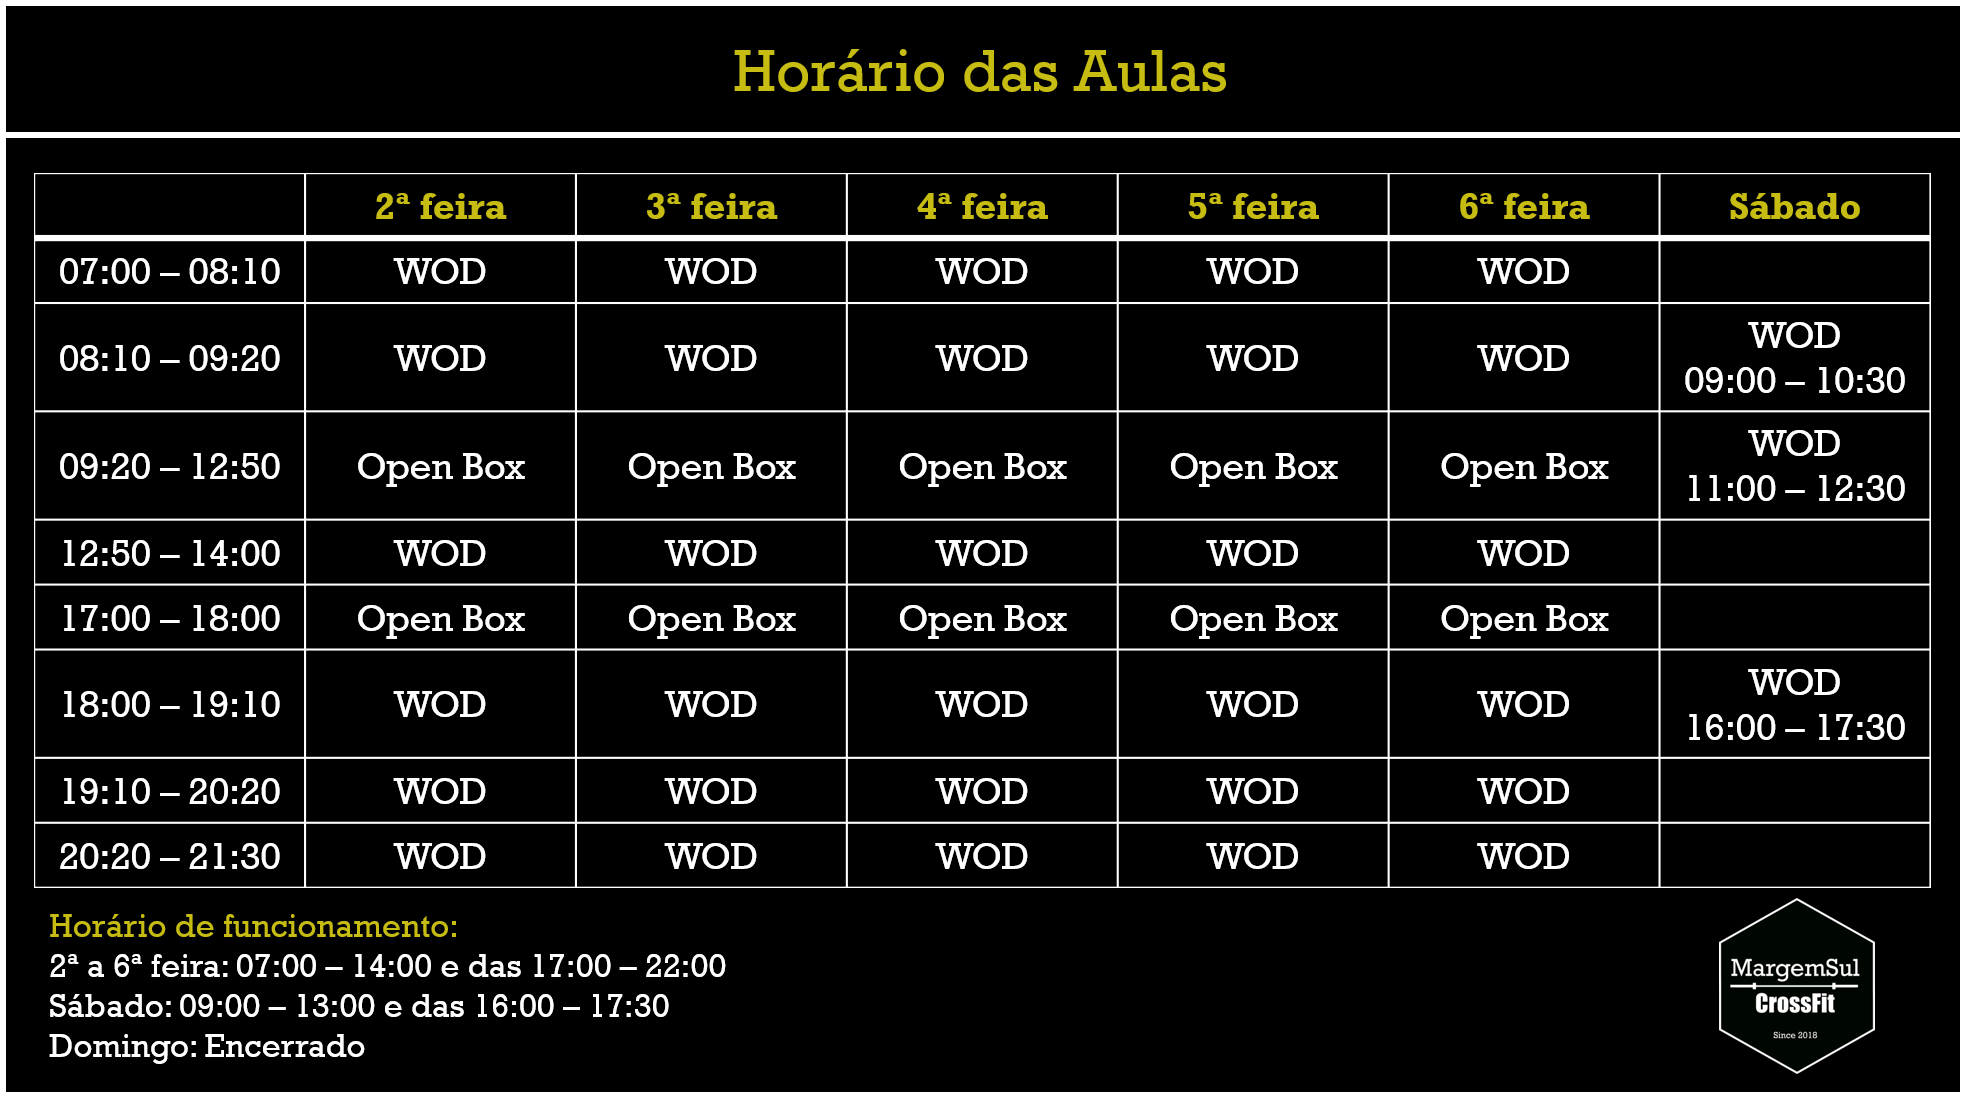 Horário das Aulas
2ª feira 3ª feira 4ª feira 5ª feira 6ª feira Sábado
07:00 – 08:10 WOD WOD WOD WOD WOD
08:10 – 09:20 WOD WOD WOD WOD WOD WOD 09:00 – 10:30
09:20 – 12:50 Open Box Open Box Open Box Open Box Open Box WOD 11:00 – 12:30
12:50 – 14:00 WOD WOD WOD WOD WOD
17:00 – 18:00 Open Box Open Box Open Box Open Box Open Box
18:00 – 19:10 WOD WOD WOD WOD WOD WOD 16:00 – 17:30
19:10 – 20:20 WOD WOD WOD WOD WOD
20:20 – 21:30 WOD WOD WOD WOD WOD
Horário de funcionamento:
2ª a 6ª feira: 07:00 – 14:00 e das 17:00 – 22:00
Sábado: 09:00 – 13:00 e das 16:00 – 17:30
Domingo: Encerrado
MargemSul
CrossFit
Since 2018